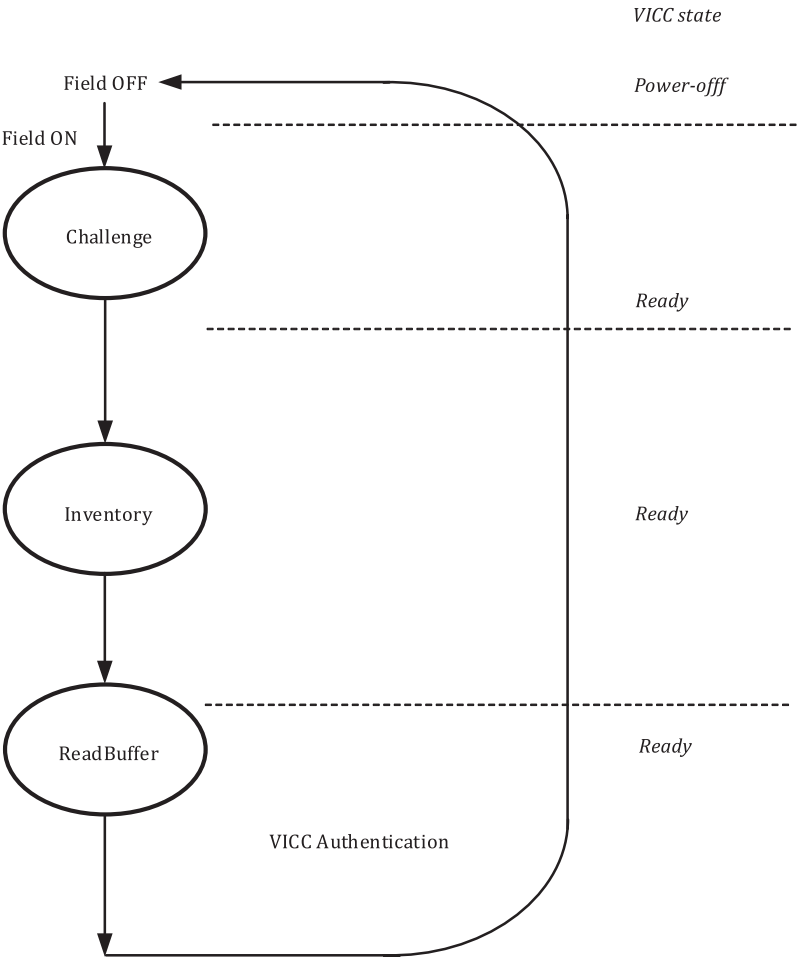 VICC state
Field OFF
Power-offf
Field ON
Challenge
Ready
Inventory
Ready
ReadBuffer
Ready
VICC Authentication